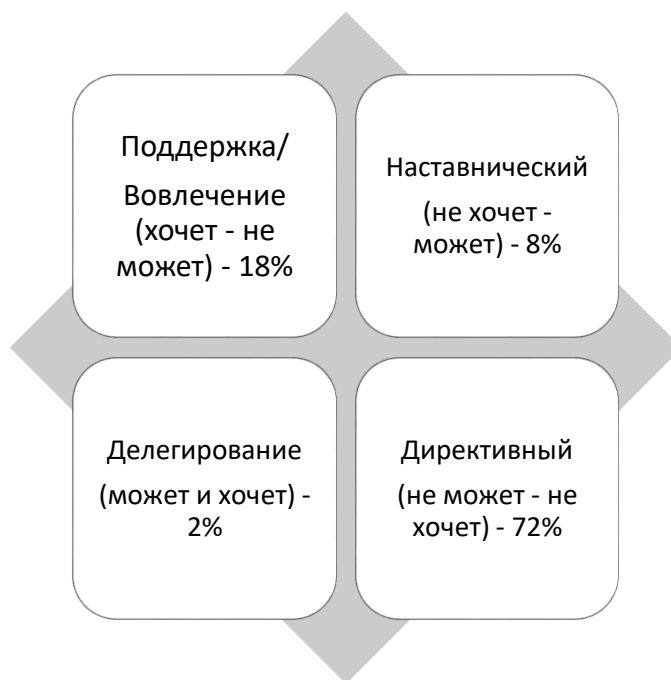 Поддержка/
Вовлечение
(хочет - не
может) - 18%
Наставнический
(не хочет -
может) - 8%
Делегирование
(может и хочет) -
2%
Директивный
(не может - не
хочет) - 72%